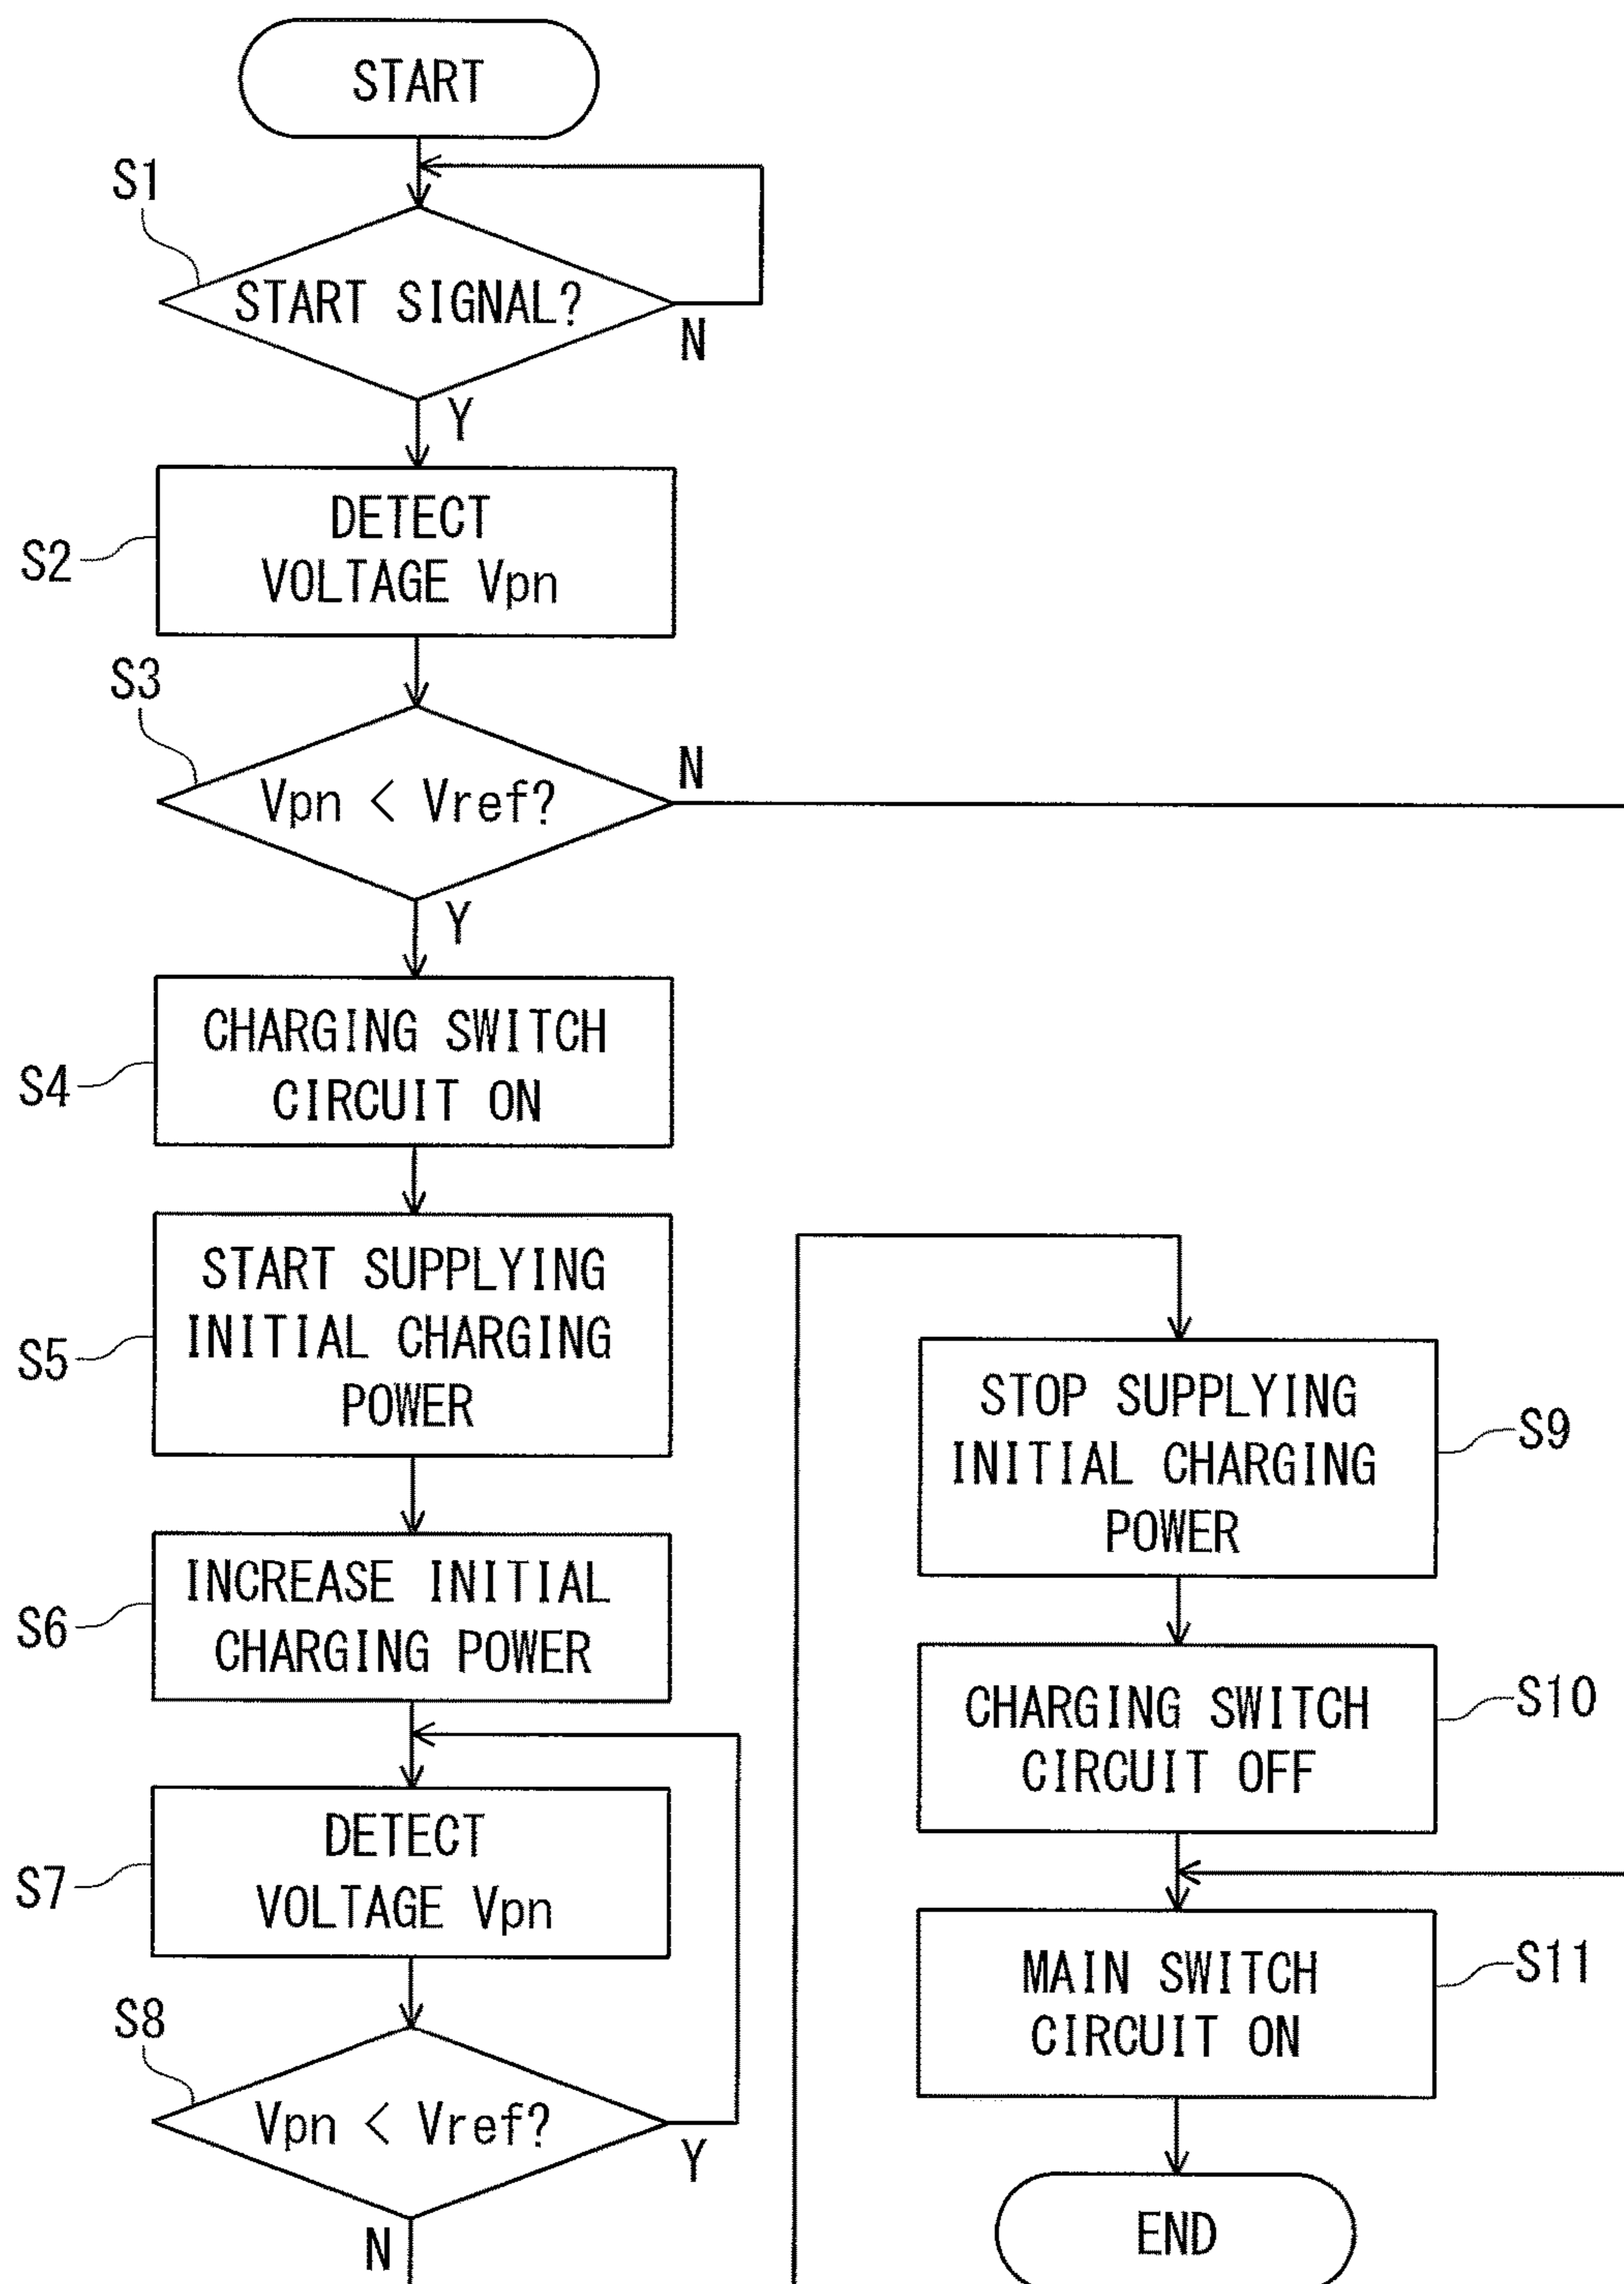 START
S1
START SIGNAL?
N
Y
S2
DETECT
VOLTAGE Vpn
S3
Vpn < Vref?
N
Y
S4
CHARGING SWITCH
CIRCUIT ON
S5
START SUPPLYING
INITIAL CHARGING
POWER
S6
INCREASE INITIAL
CHARGING POWER
S7
DETECT
VOLTAGE Vpn
S8
Vpn < Vref?
Y
N
STOP SUPPLYING
INITIAL CHARGING
POWER
S9
CHARGING SWITCH
CIRCUIT OFF
S10
MAIN SWITCH
CIRCUIT ON
S11
END